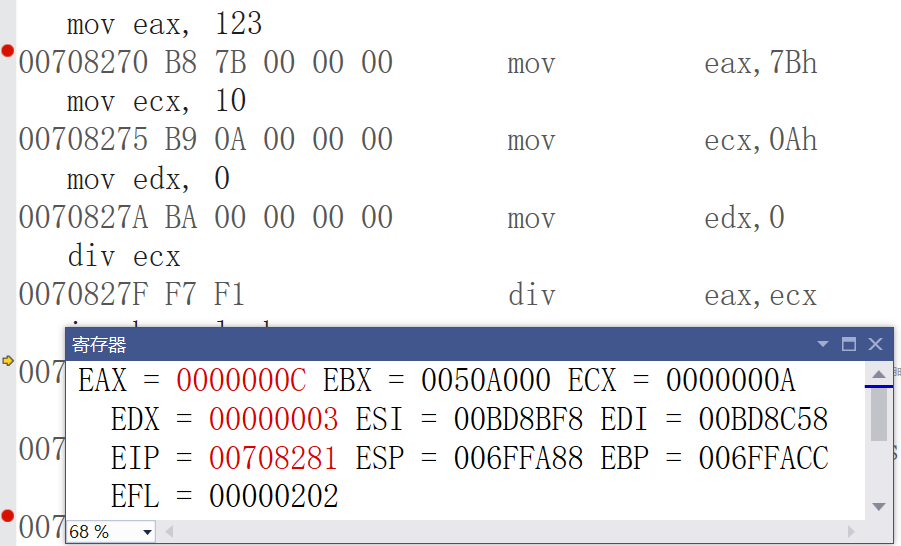 mov eax, 123
00708270 B8 7B 00 00 00 mov eax,7Bh
mov ecx, 10
00708275 B9 0A 00 00 00 mov ecx,0Ah
mov edx, 0
0070827A BA 00 00 00 00 mov edx,0
div ecx
0070827F F7 F1 div eax,ecx
寄存器
007
EAX = 0000000C EBX = 0050A000 ECX = 0000000A
EDX = 00000003 ESI = 00BD8BF8 EDI = 00BD8C58
007
EIP = 00708281 ESP = 006FFA88 EBP = 006FFACC
EFL = 00000202
007
68 %